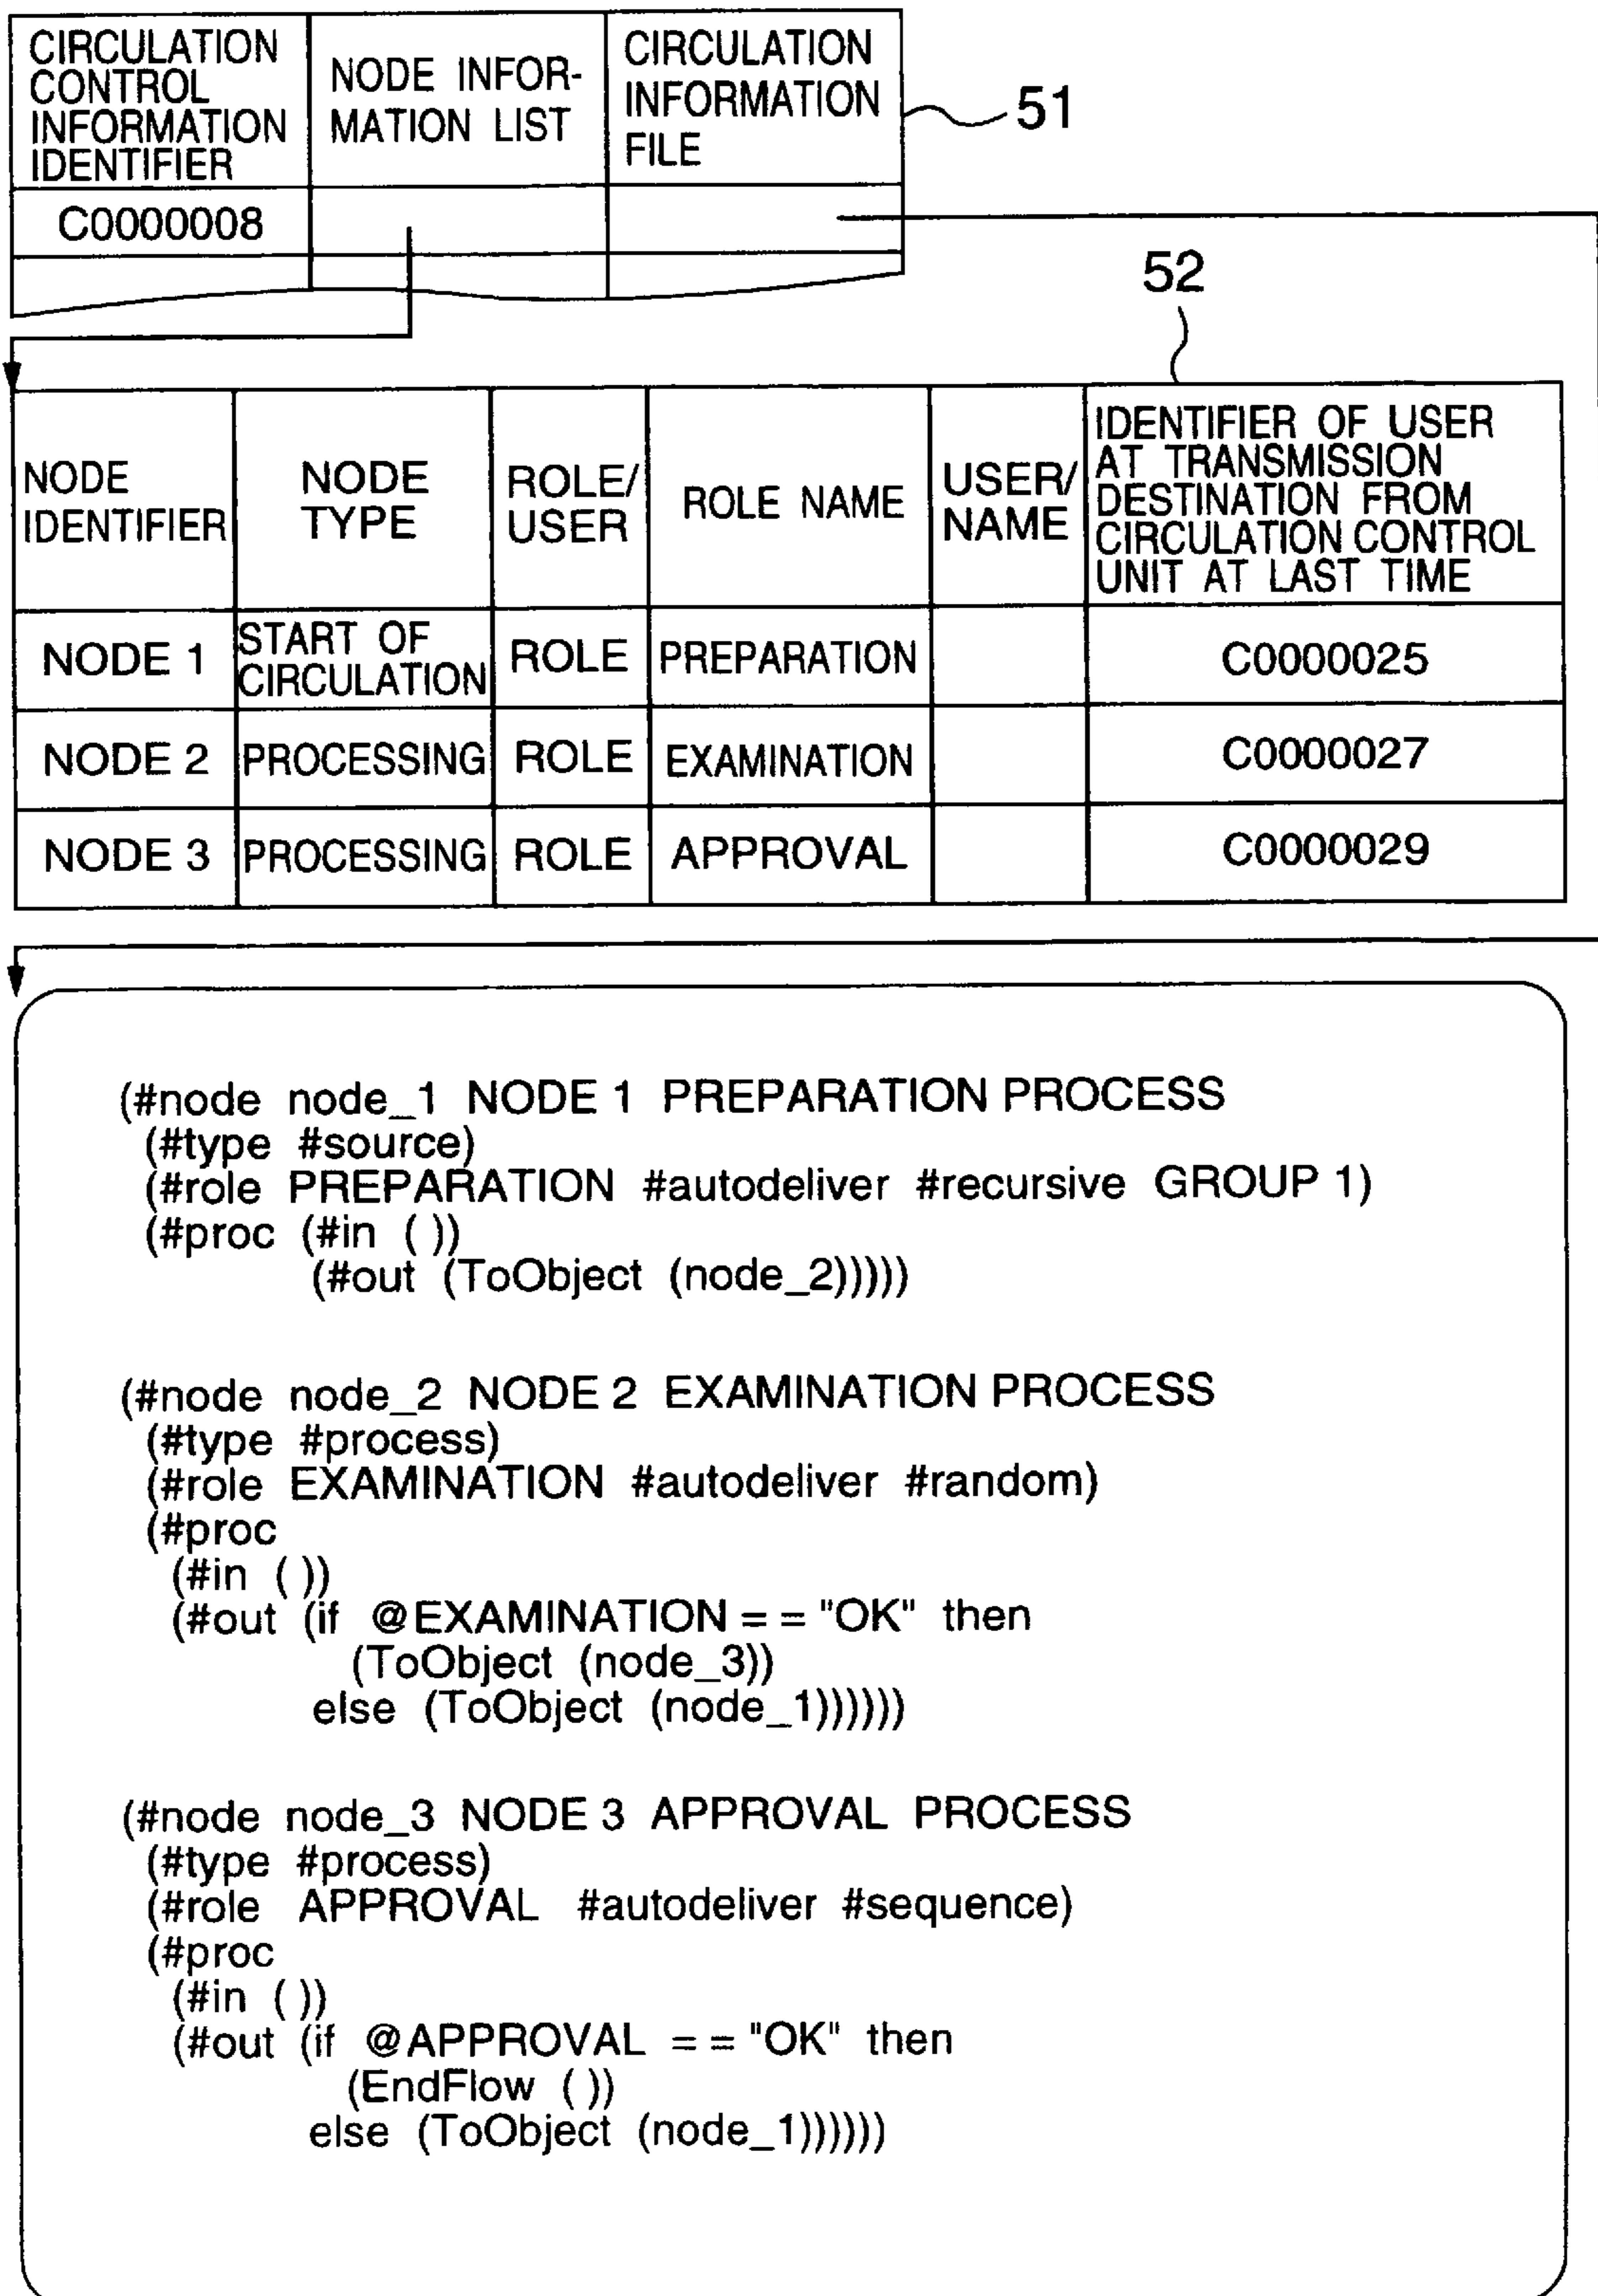 CIRCULATION
CONTROL
INFORMATION
IDENTIFIER
NODE INFOR-
MATION LIST
CIRCULATION
INFORMATION
FILE
51
C0000008
52
NODE
IDENTIFIER
NODE
TYPE
ROLE/
USER
ROLE NAME
USER/
NAME
IDENTIFIER OF USER
AT TRANSMISSION
DESTINATION FROM
CIRCULATION CONTROL
UNIT AT LAST TIME
NODE 1
START OF
CIRCULATION
ROLE
PREPARATION
C0000025
NODE 2
PROCESSING
ROLE
EXAMINATION
C0000027
NODE 3
PROCESSING
ROLE
APPROVAL
C0000029
(#node node_1 NODE 1 PREPARATION PROCESS
(#type #source)
(#role PREPARATION #autodeliver #recursive GROUP 1)
(#proc (#in ( ))
(#out (ToObject (node_2)))))
(#node node_2 NODE 2 EXAMINATION PROCESS
(#type #process)
(#role EXAMINATION #autodeliver #random)
(#proc
(#in ( ))
(#out (if @EXAMINATION = = "OK" then
(ToObject (node_3))
else (ToObject (node_1))))))
(#node node_3 NODE 3 APPROVAL PROCESS
(#type #process)
(#role APPROVAL #autodeliver #sequence)
(#proc
(#in ( ))
(#out (if @APPROVAL = = "OK" then
(EndFlow ( ))
else (ToObject (node_1))))))